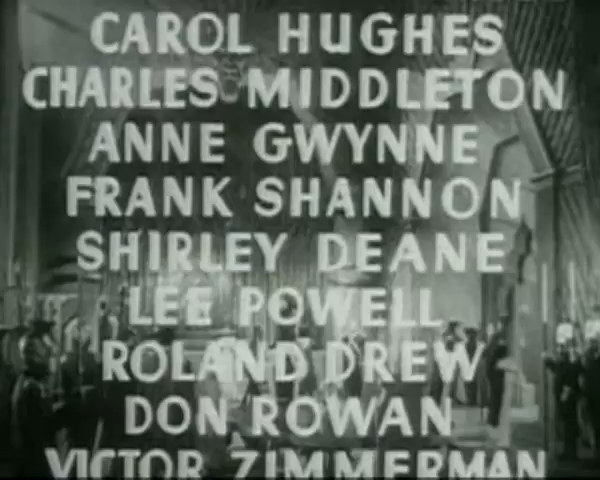 CAROL HUGHES
CHARLES MIDDLETON
ANNE GWYNNE
FRANK SHANNON
SHIRLEY DEANE
LEE POWELL
ROLAND DREW
DON ROWAN
VICTOR ZIMMERMAN